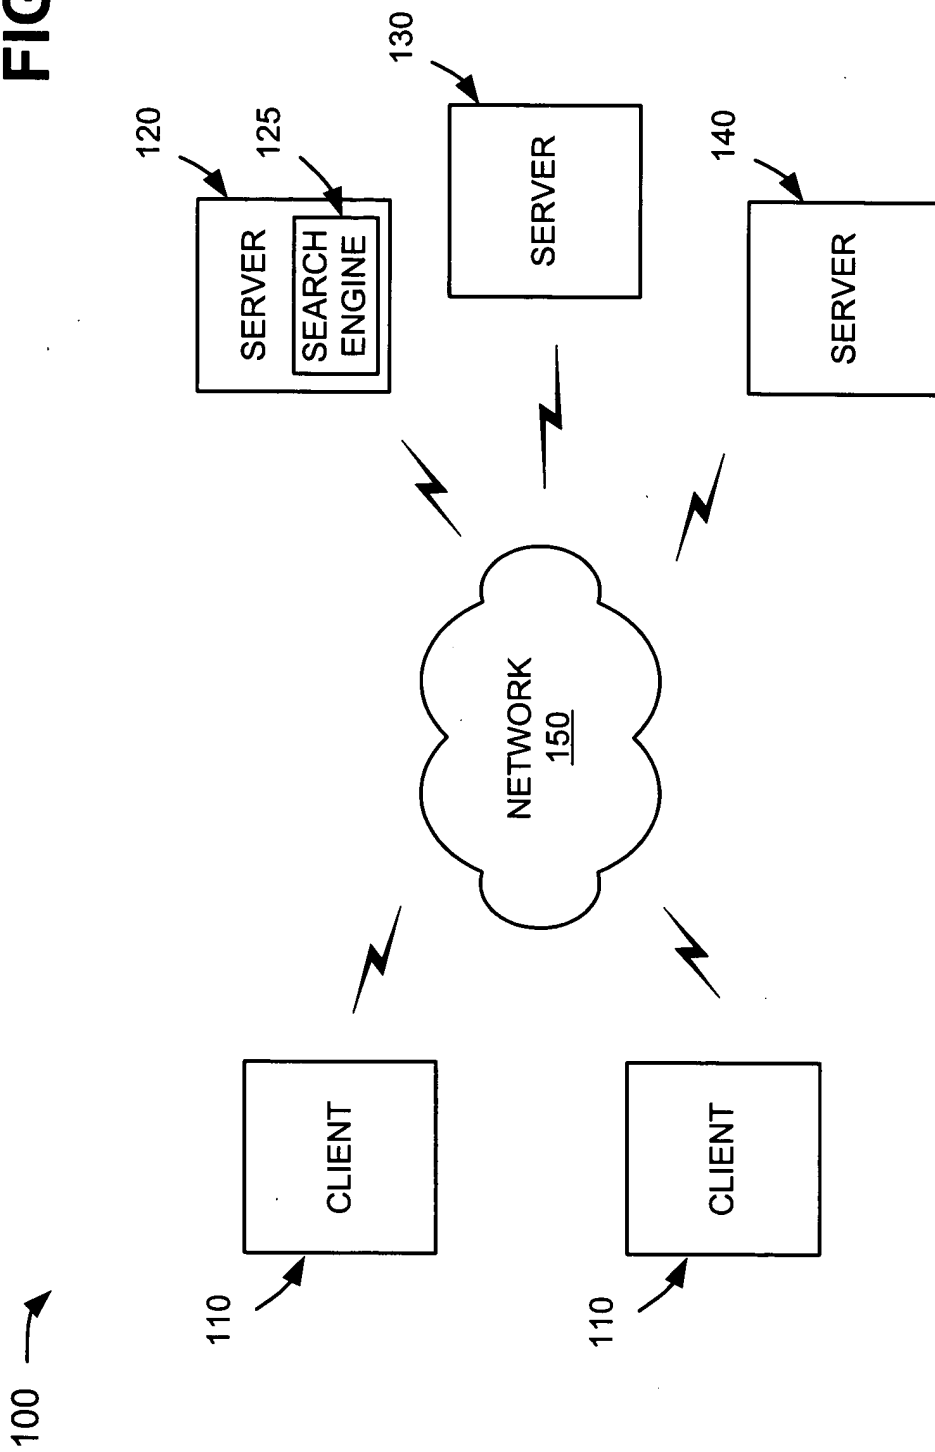 FIG
100
110
CLIENT
110
CLIENT
NETWORK
150
120
SERVER
125
SEARCH
ENGINE
130
SERVER
140
SERVER